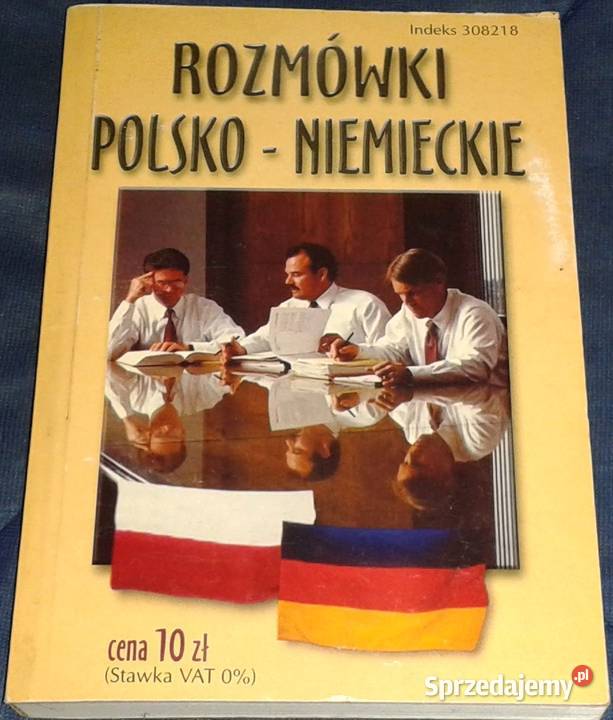 Indeks 308218
ROZMÓWKI
POLSKO - NIEMIECKIE
cena 10 zł
(Stawka VAT 0%)
Sprzedajemy.pl